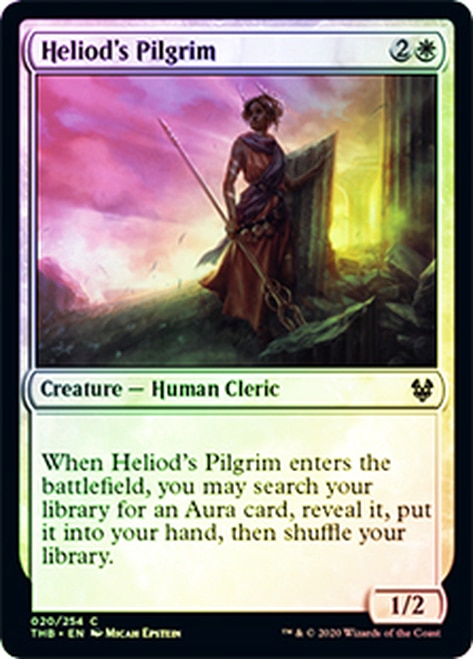 Heliod's Pilgrim 2
Creature — Human Cleric
When Heliod's Pilgrim enters the
battlefield, you may search your
library for an Aura card, reveal it, put
it into your hand, then shuffle your
library.
1/2
020/254 C
THB • EN Micah Epstein
™ & © 2020 Wizards of the Coast